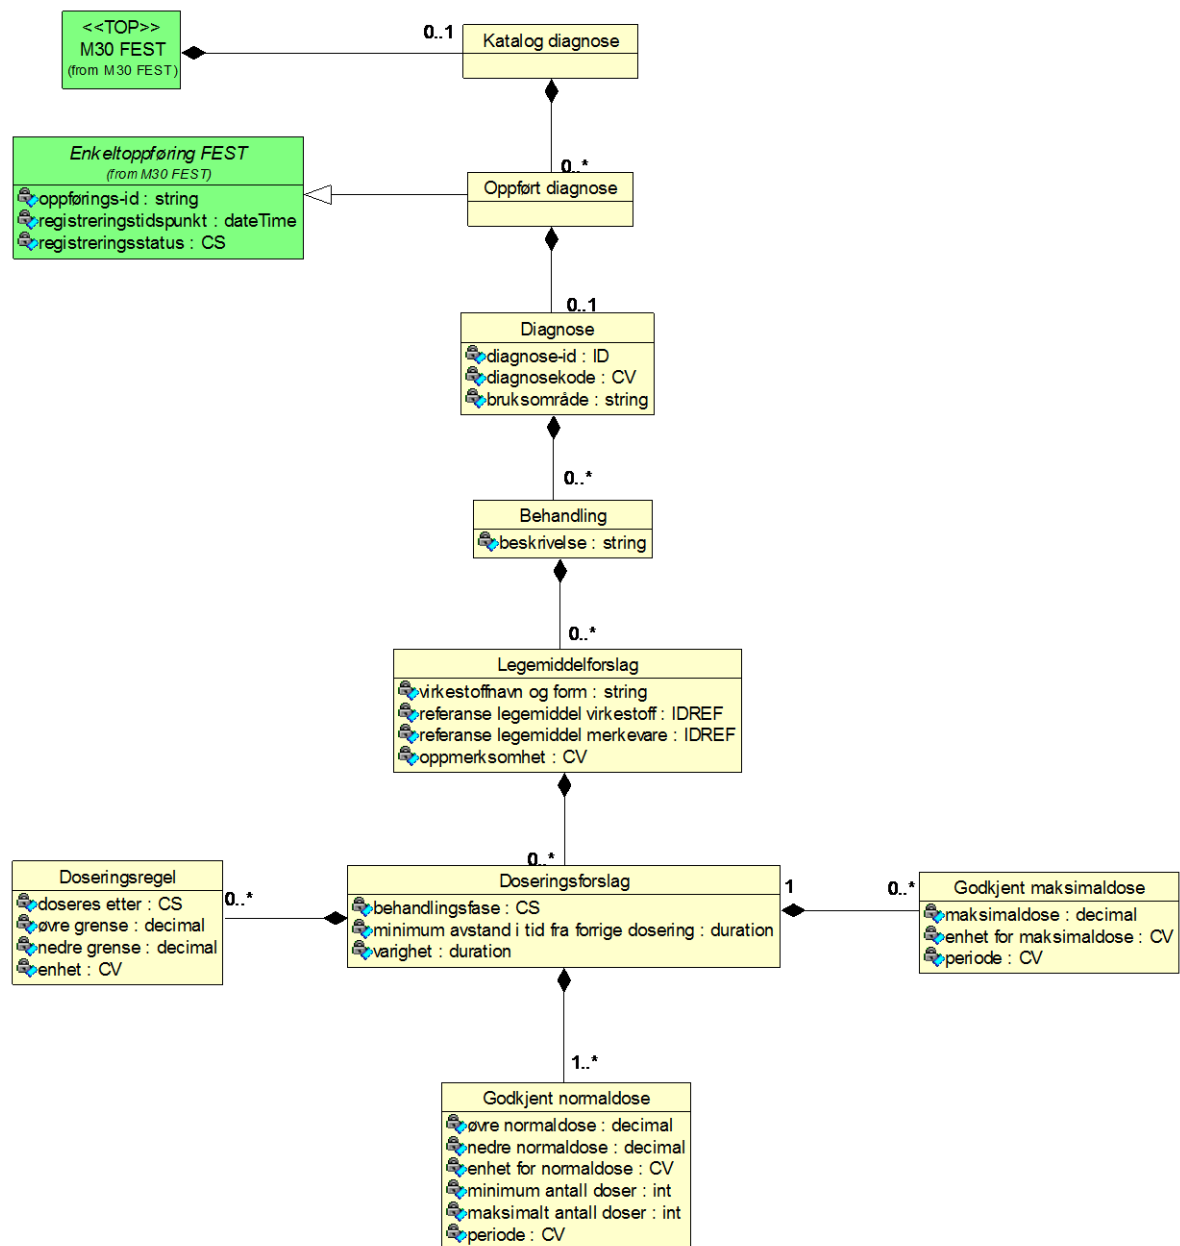 <<TOP>>
M30 FEST
(from M30 FEST)
0..1
Katalog diagnose
Enkeltoppføring FEST
(from M30 FEST)
oppførings-id : string
registreringstidspunkt : dateTime
registreringsstatus : CS
0..*
Oppført diagnose
0..1
Diagnose
diagnose-id : ID
diagnosekode : CV
bruksområde : string
0..*
Behandling
beskrivelse : string
0..*
Legemiddelforslag
virkestoffnavn og form : string
referanse legemiddel virkestoff : IDREF
referanse legemiddel merkevare : IDREF
oppmerksomhet : CV
0..*
Doseringsregel
doseres etter : CS
øvre grense : decimal
nedre grense : decimal
enhet : CV
0..*
Doseringsforslag
behandlingsfase : CS
minimum avstand i tid fra forrige dosering : duration
varighet : duration
1
0..*
Godkjent maksimaldose
maksimaldose : decimal
enhet for maksimaldose : CV
periode : CV
1..*
Godkjent normaldose
øvre normaldose : decimal
nedre normaldose : decimal
enhet for normaldose : CV
minimum antall doser : int
maksimalt antall doser : int
periode : CV